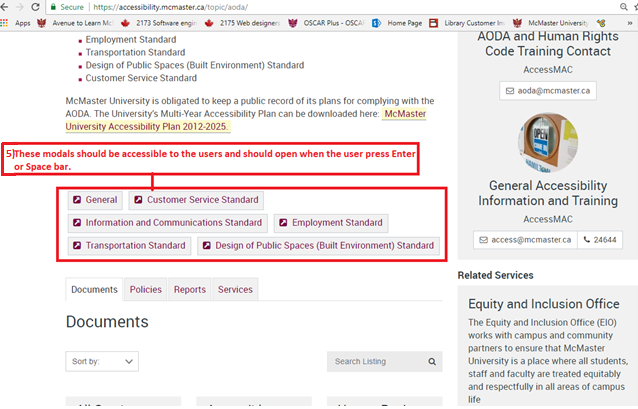 Secure https://accessibility.mcmaster.ca/topic/aoda/
Apps Avenue to Learn Mc 2173 Software engin 2175 Web designers OSCAR Plus - OSCA 5-2012 Home Page Library Customer In McMaster University
Employment Standard
Transportation Standard
Design of Public Spaces (Built Environment) Standard
Customer Service Standard
McMaster University is obligated to keep a public record of its plans for complying with the
AODA. The University's Multi-Year Accessibility Plan can be downloaded here: McMaster
University Accessibility Plan 2012-2025.
5)These modals should be accessible to the users and should open when the user press Enter
or Space bar.
General Customer Service Standard
Information and Communications Standard Employment Standard
Transportation Standard Design of Public Spaces (Built Environment) Standard
Documents Policies Reports Services
Documents
Sort by: Search Listing
AODA and Human Rights
Code Training Contact
AccessMAC
aoda@mcmaster.ca
OPEN
General Accessibility
Information and Training
AccessMAC
access@mcmaster.ca 24644
Related Services
Equity and Inclusion Office
The Equity and Inclusion Office (EIO)
works with campus and community
partners to ensure that McMaster
University is a place where all students,
staff and faculty are treated equitably
and respectfully in all areas of campus
life